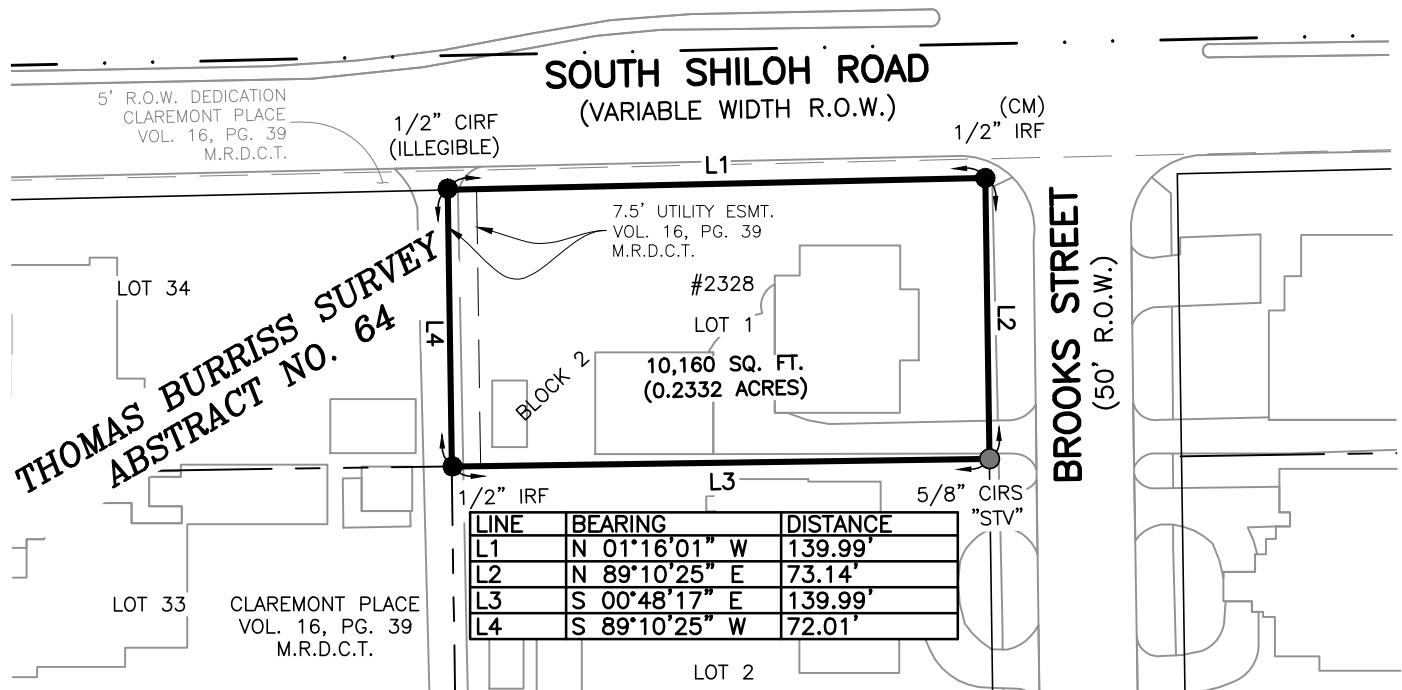 SOUTH SHILOH ROAD
(VARIABLE WIDTH R.O.W.)
5' R.O.W. DEDICATION
CLAREMONT PLACE
VOL. 16, PG. 39
M.R.D.C.T.
1/2" CIRF
(ILLEGIBLE)
(CM)
1/2" IRF
L1
7.5' UTILITY ESMT.
VOL. 16, PG. 39
M.R.D.C.T.
BROOKS STREET
(50' R.O.W.)
THOMAS BURRISS SURVEY
ABSTRACT NO. 64
LOT 34
L4
#2328
LOT 1
L2
BLOCK 2
10,160 SQ. FT.
(0.2332 ACRES)
L3
1/2" IRF
5/8" CIRS
"STV"
LINE BEARING DISTANCE
L1 N 01°16'01" W 139.99'
L2 N 89°10'25" E 73.14'
L3 S 00°48'17" E 139.99'
L4 S 89°10'25" W 72.01'
LOT 33
CLAREMONT PLACE
VOL. 16, PG. 39
M.R.D.C.T.
LOT 2